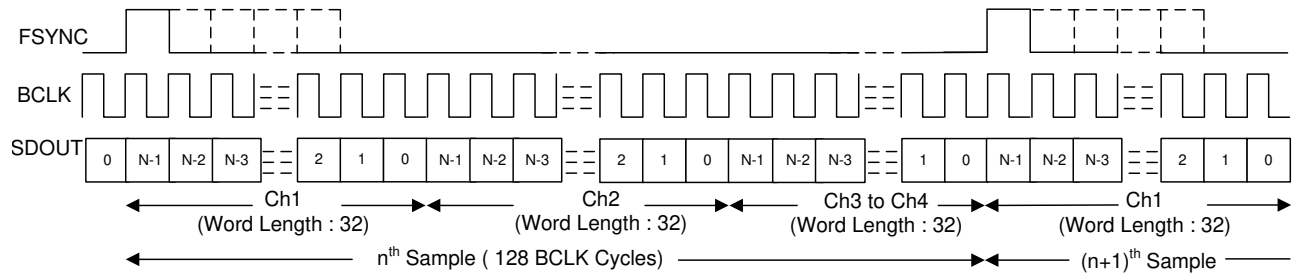 FSYNC
BCLK
SDOUT 0 N-1 N-2 N-3 2 1 0 N-1 N-2 N-3 2 1 0 N-1 N-2 N-3 1 0 N-1 N-2 N-3 2 1 0
Ch1 Ch2 Ch3 to Ch4 Ch1
(Word Length : 32) (Word Length : 32) (Word Length : 32) (Word Length : 32)
nth Sample ( 128 BCLK Cycles) (n+1)th Sample